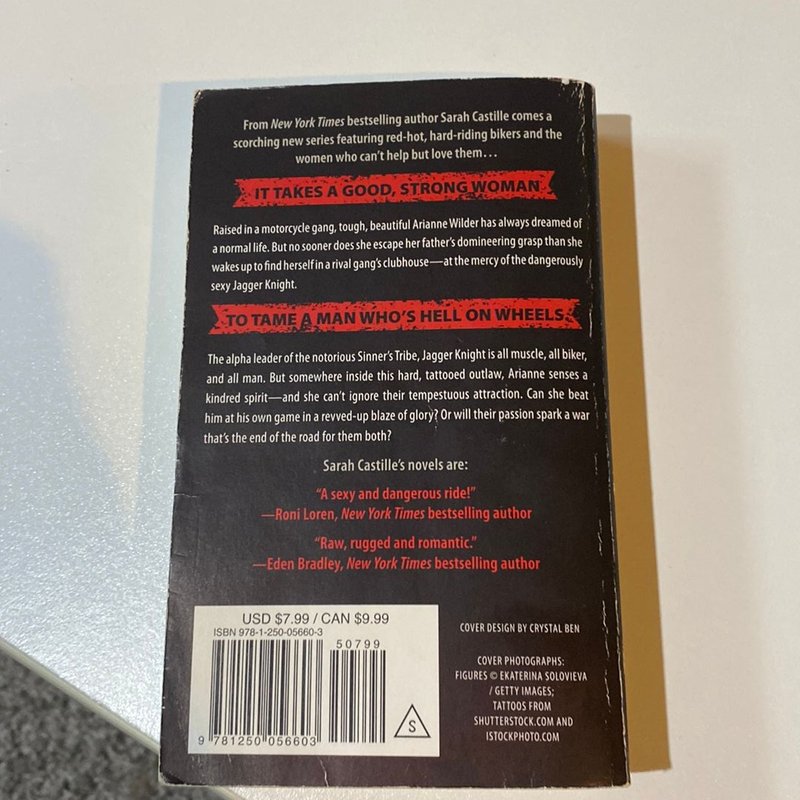 From New York Times bestselling author Sarah Castille comes a
scorching new series featuring red-hot, hard-riding bikers and the
women who can't help but love them...
IT TAKES A GOOD, STRONG WOMAN
Raised in a motorcycle gang, tough, beautiful Arianne Wilder has always dreamed of
a normal life. But no sooner does she escape her father's domineering grasp than she
wakes up to find herself in a rival gang's clubhouse—at the mercy of the dangerously
sexy Jagger Knight.
TO TAME A MAN WHO'S HELL ON WHEELS
The alpha leader of the notorious Sinner's Tribe, Jagger Knight is all muscle, all biker,
and all man. But somewhere inside this hard, tattooed outlaw, Arianne senses a
kindred spirit—and she can't ignore their tempestuous attraction. Can she beat
him at his own game in a revved-up blaze of glory? Or will their passion spark a war
that's the end of the road for them both?
Sarah Castille's novels are:
"A sexy and dangerous ride!"
—Roni Loren, New York Times bestselling author
"Raw, rugged and romantic."
—Eden Bradley, New York Times bestselling author
USD $7.99 / CAN $9.99
ISBN 978-1-250-05660-3
50799
9 781250 056603
S
COVER DESIGN BY CRYSTAL BEN
COVER PHOTOGRAPHS:
FIGURES © EKATERINA SOLOVIEVA
/ GETTY IMAGES;
TATTOOS FROM
SHUTTERSTOCK.COM AND
ISTOCKPHOTO.COM